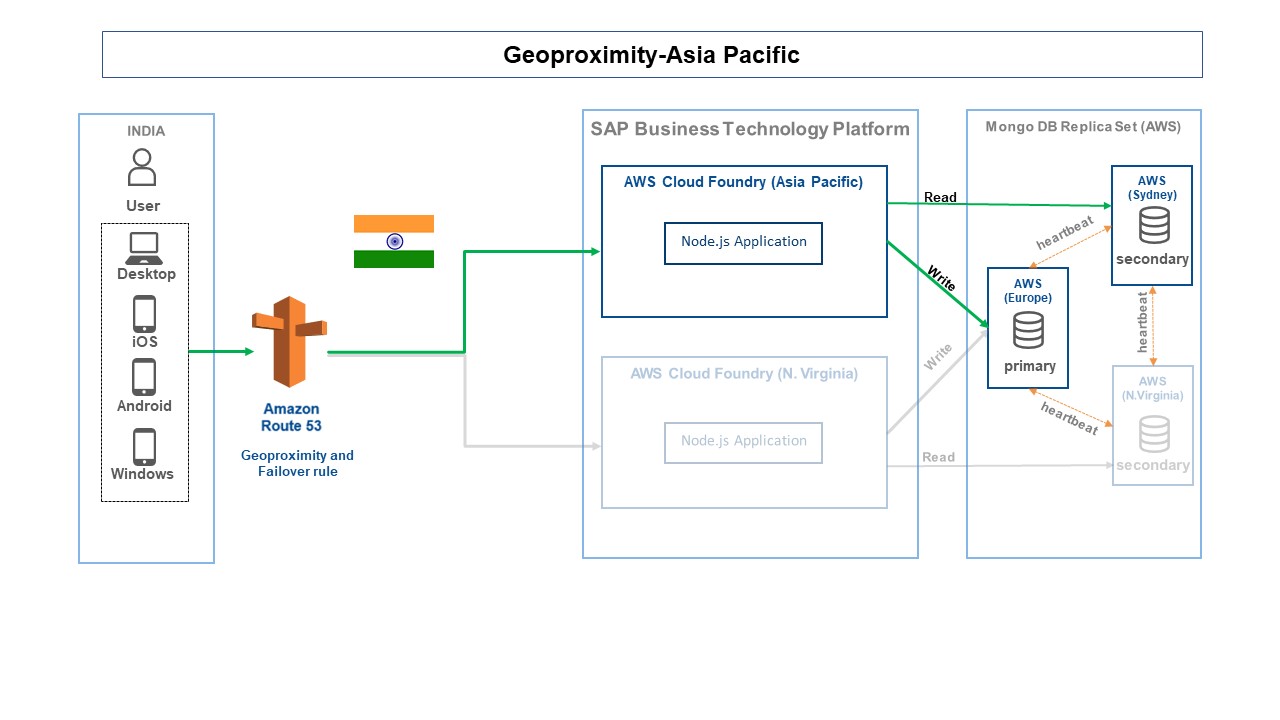 Geoproximity-Asia Pacific
INDIA
User
Desktop
iOS
Android
Windows
Amazon
Route 53
Geoproximity and
Failover rule
SAP Business Technology Platform
AWS Cloud Foundry (Asia Pacific)
Node.js Application
AWS Cloud Foundry (N. Virginia)
Node.js Application
Read
Write
Write
Read
Mongo DB Replica Set (AWS)
AWS
(Sydney)
secondary
heartbeat
AWS
(Europe)
primary
heartbeat
heartbeat
AWS
(N.Virginia)
secondary